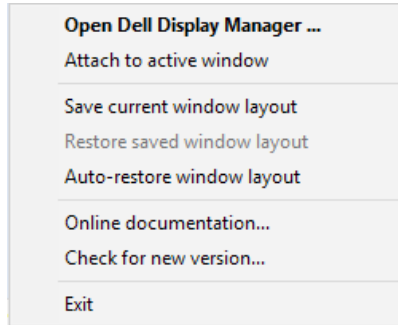 Open Dell Display Manager ...
Attach to active window
Save current window layout
Restore saved window layout
Auto-restore window layout
Online documentation...
Check for new version...
Exit